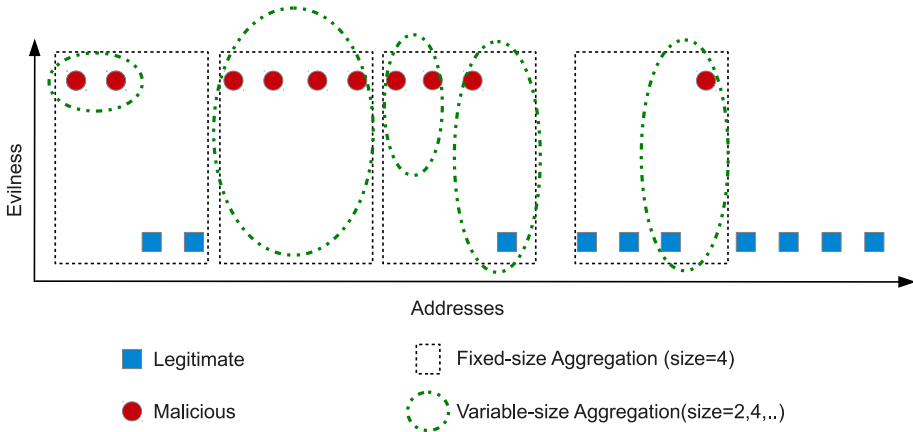 Evilness
Addresses
Legitimate
Fixed-size Aggregation (size=4)
Malicious
Variable-size Aggregation(size=2,4,..)